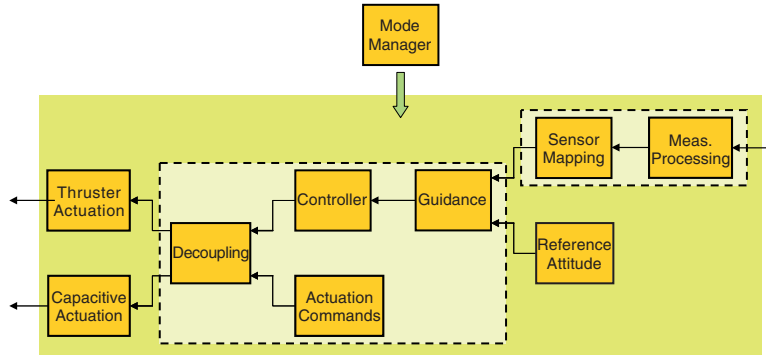 Mode
Manager
Sensor
Mapping
Meas.
Processing
Thruster
Actuation
Controller
Guidance
Decoupling
Reference
Attitude
Capacitive
Actuation
Actuation
Commands